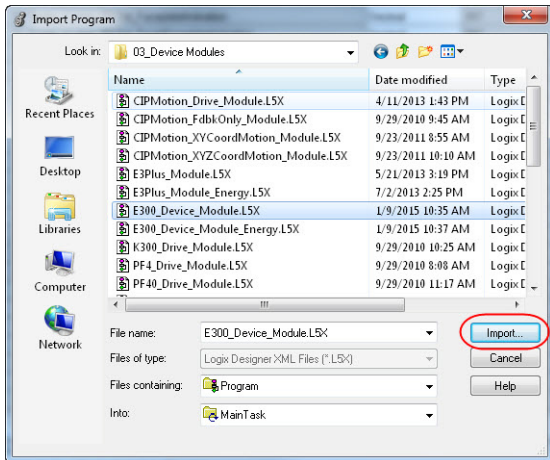 Import Program
Look in: 03_Device Modules
Name Date modified Type
CIPMotion_Drive_Module.L5X 4/11/2013 1:43 PM Logix D
CIPMotion_FdbkOnly_Module.L5X 9/29/2010 9:45 AM Logix D
CIPMotion_XYCoordMotion_Module.L5X 9/23/2011 8:55 AM Logix D
CIPMotion_XYZCoordMotion_Module.L5X 9/23/2011 10:10 AM Logix D
E3Plus_Module.L5X 5/21/2013 3:19 PM Logix D
E3Plus_Module_Energy.L5X 7/2/2013 2:25 PM Logix D
E300_Device_Module.L5X 1/9/2015 10:35 AM Logix D
E300_Device_Module_Energy.L5X 1/9/2015 10:37 AM Logix D
K300_Drive_Module.L5X 9/29/2010 10:25 AM Logix D
PF4_Drive_Module.L5X 9/29/2010 8:08 AM Logix D
PF40_Drive_Module.L5X 9/29/2010 11:17 AM Logix D
Recent Places
Desktop
Libraries
Computer
Network
File name: E300_Device_Module.L5X Import...
Files of type: Logix Designer XML Files (*.L5X) Cancel
Files containing: Program Help
Into: MainTask